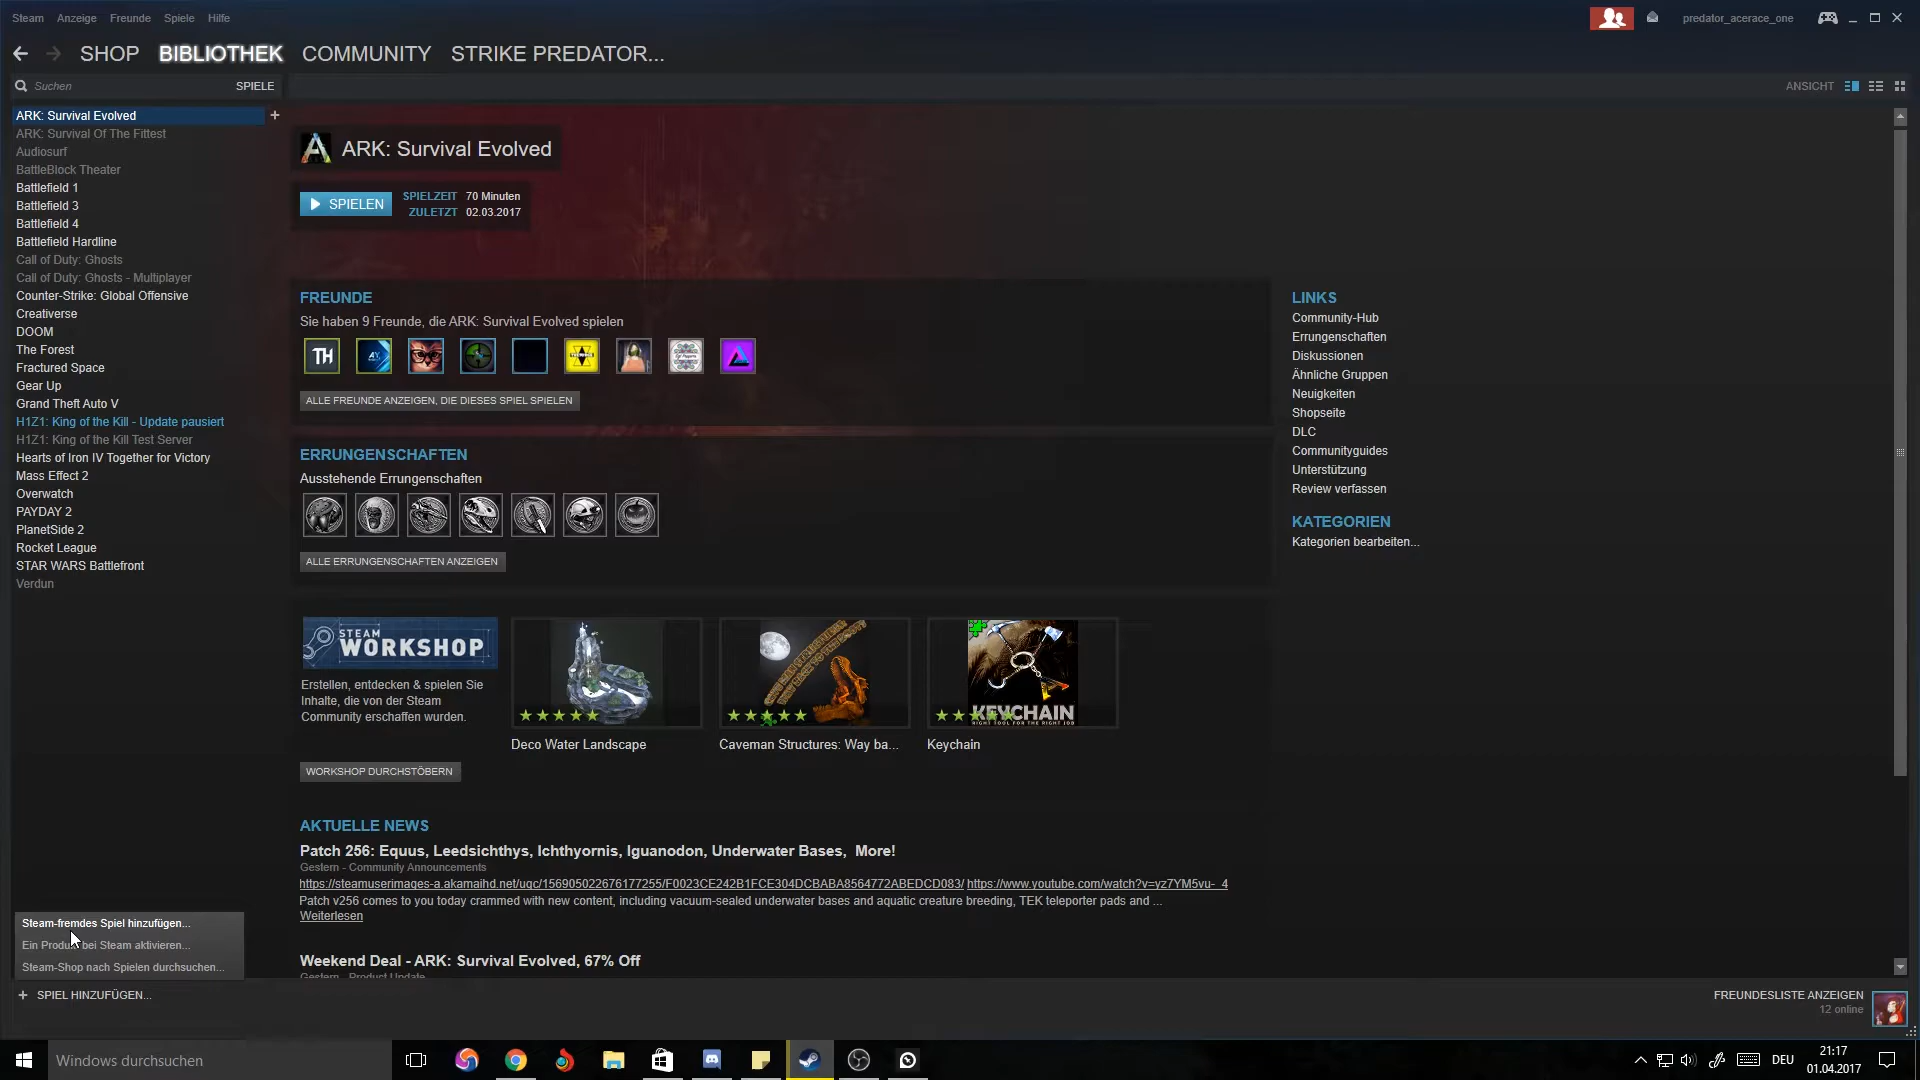 Steam Anzeige Freunde Spiele Hilfe
predator_acerace_one
SHOP BIBLIOTHEK COMMUNITY STRIKE PREDATOR...
Suchen SPIELE
ANSICHT
ARK: Survival Evolved +
ARK: Survival Of The Fittest
Audiosurf
BattleBlock Theater
Battlefield 1
Battlefield 3
Battlefield 4
Battlefield Hardline
Call of Duty: Ghosts
Call of Duty: Ghosts - Multiplayer
Counter-Strike: Global Offensive
Creativerse
DOOM
The Forest
Fractured Space
Gear Up
Grand Theft Auto V
H1Z1: King of the Kill - Update pausiert
H1Z1: King of the Kill Test Server
Hearts of Iron IV Together for Victory
Mass Effect 2
Overwatch
PAYDAY 2
PlanetSide 2
Rocket League
STAR WARS Battlefront
Verdun
Steam-fremdes Spiel hinzufügen...
Ein Produkt bei Steam aktivieren...
Steam-Shop nach Spielen durchsuchen...
+ SPIEL HINZUFÜGEN...
ARK: Survival Evolved
SPIELEN
SPIELZEIT 70 Minuten
ZULETZT 02.03.2017
FREUNDE
Sie haben 9 Freunde, die ARK: Survival Evolved spielen
TH
ALLE FREUNDE ANZEIGEN, DIE DIESES SPIEL SPIELEN
ERRUNGENSCHAFTEN
Ausstehende Errungenschaften
ALLE ERRUNGENSCHAFTEN ANZEIGEN
STEAM
WORKSHOP
Erstellen, entdecken & spielen Sie
Inhalte, die von der Steam
Community erschaffen wurden.
KEYCHAIN
RIGHT TOOL FOR THE RIGHT JOB
Deco Water Landscape
Caveman Structures: Way ba...
Keychain
WORKSHOP DURCHSTÖBERN
AKTUELLE NEWS
Patch 256: Equus, Leedsichthys, Ichthyornis, Iguanodon, Underwater Bases, More!
Gestern - Community Announcements
https://steamuserimages-a.akamaihd.net/ugc/156905022676177255/F0023CE242B1FCE304DCBABA8564772ABEDCD083/ https://www.youtube.com/watch?v=yz7YM5vu-_4
Patch v256 comes to you today crammed with new content, including vacuum-sealed underwater bases and aquatic creature breeding, TEK teleporter pads and ...
Weiterlesen
Weekend Deal - ARK: Survival Evolved, 67% Off
Gestern - Product Update
LINKS
Community-Hub
Errungenschaften
Diskussionen
Ähnliche Gruppen
Neuigkeiten
Shopseite
DLC
Communityguides
Unterstützung
Review verfassen
KATEGORIEN
Kategorien bearbeiten...
FREUNDESLISTE ANZEIGEN
12 online
Windows durchsuchen
DEU
21:17
01.04.2017